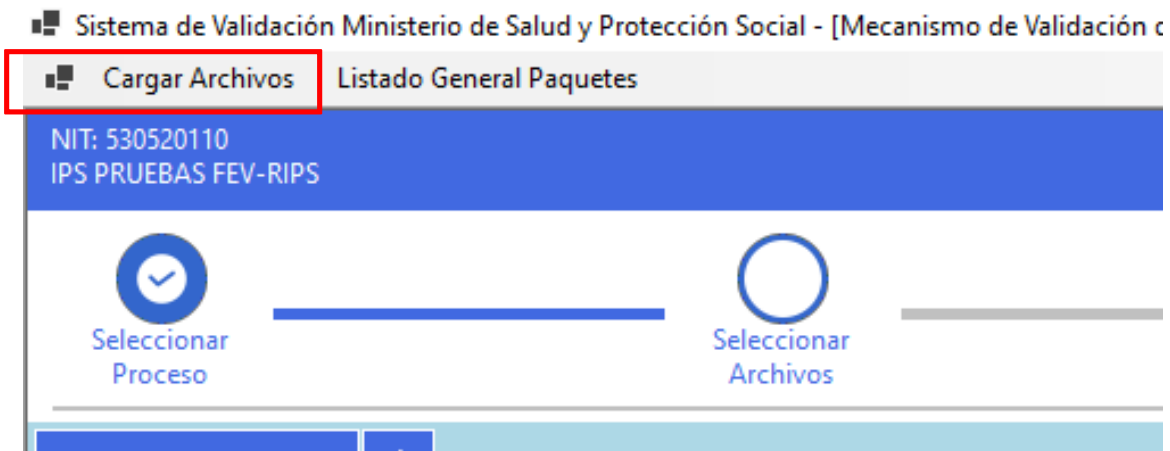 Sistema de Validación Ministerio de Salud y Protección Social - [Mecanismo de Validación
Cargar Archivos Listado General Paquetes
NIT: 530520110
IPS PRUEBAS FEV-RIPS
Seleccionar Proceso
Seleccionar Archivos